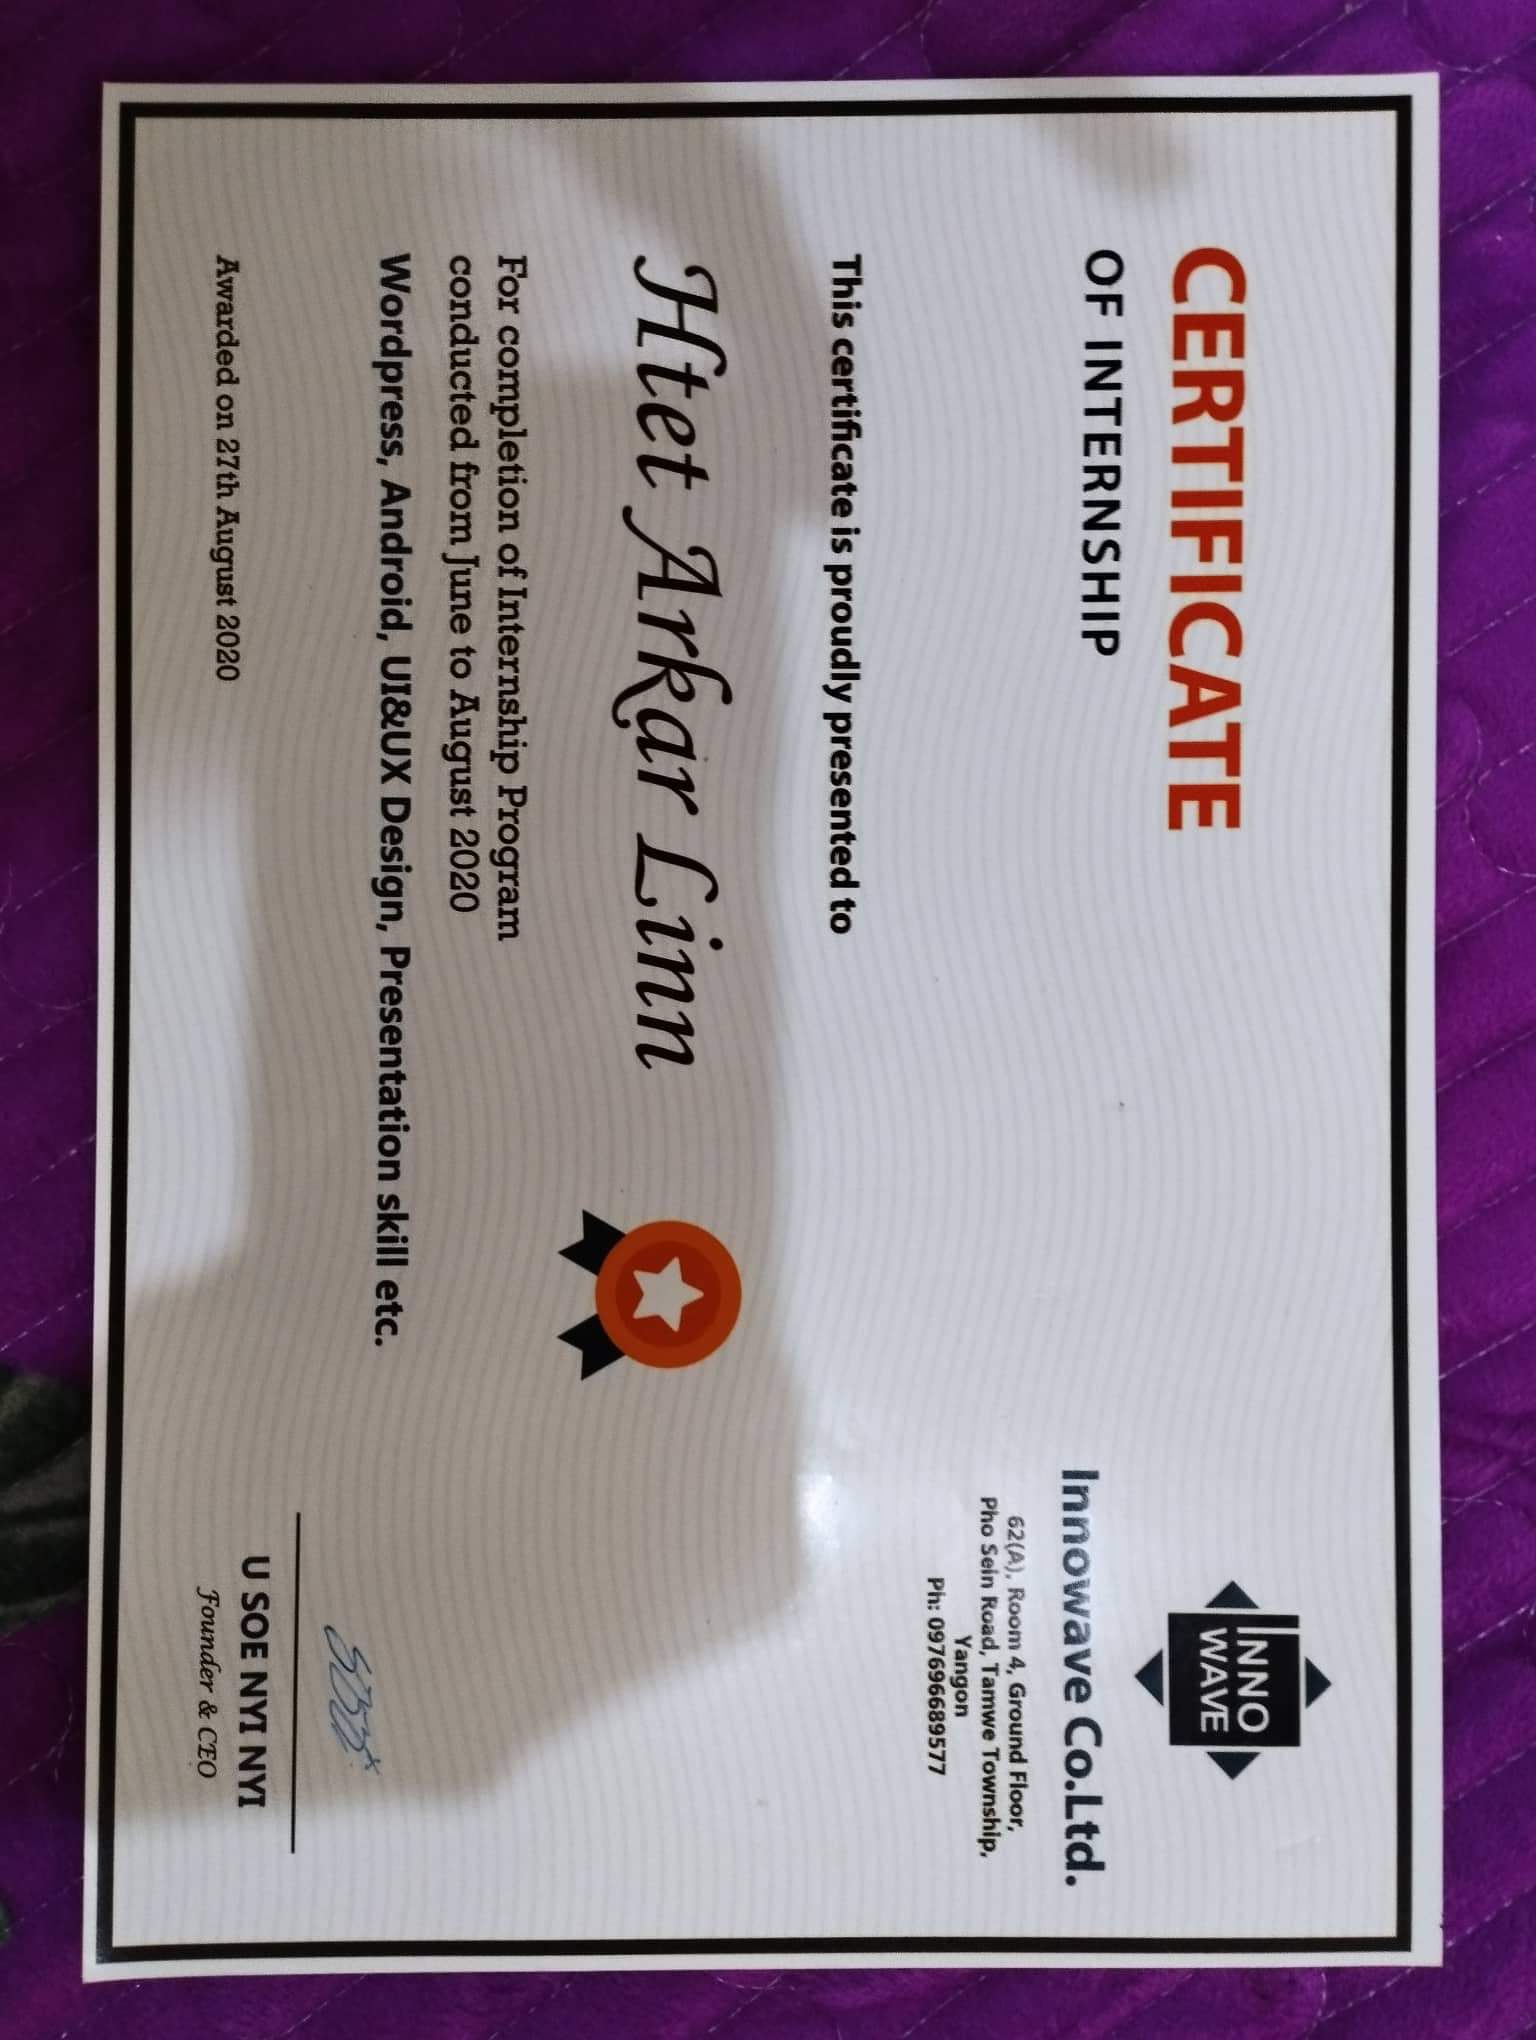 CERTIFICATE
OF INTERNSHIP
INNO
WAVE
Innowave Co.Ltd.
62(A), Room 4, Ground Floor,
Pho Sein Road, Tamwe Township,
Yangon
Ph: 09769668957​7
This certificate is proudly presented to
Htet Arkar Linn
For completion of Internship Program
conducted from June to August 2020
Wordpress, Android, UI&UX Design, Presentation skill etc.
Awarded on 27th August 2020
U SOE NYI NYI
Founder & CEO